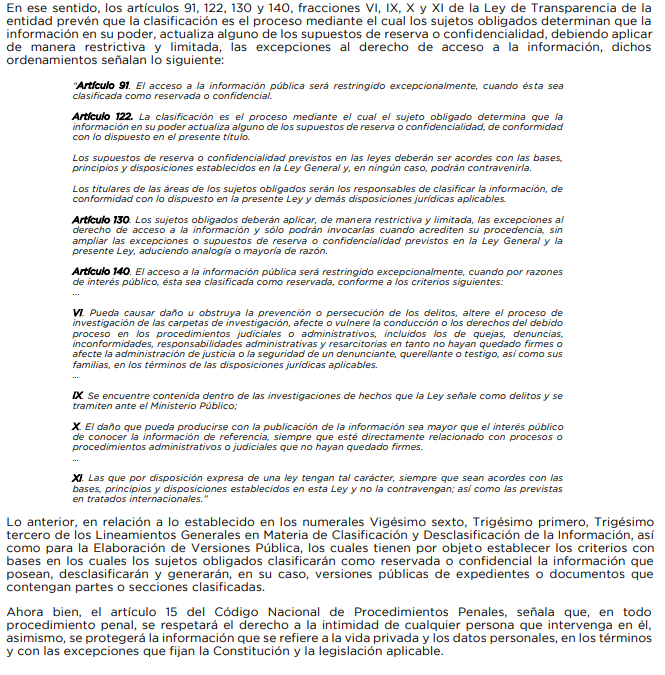 En ese sentido, los artículos 91, 122, 130 y 140, fracciones VI, IX, X y XI de la Ley de Transparencia de la
entidad prevén que la clasificación es el proceso mediante el cual los sujetos obligados determinan que la
información en su poder, actualiza alguno de los supuestos de reserva o confidencialidad, debiendo aplicar
de manera restrictiva y limitada, las excepciones al derecho de acceso a la información, dichos
ordenamientos señalan lo siguiente:
"Artículo 91. El acceso a la información pública será restringido excepcionalmente, cuando ésta sea
clasificada como reservada o confidencial.
Artículo 122. La clasificación es el proceso mediante el cual el sujeto obligado determina que la
información en su poder actualiza alguno de los supuestos de reserva o confidencialidad, de conformidad
con lo dispuesto en el presente título.
Los supuestos de reserva o confidencialidad previstos en las leyes deberán ser acordes con las bases,
principios y disposiciones establecidos en la Ley General y, en ningún caso, podrán contravenirla.
Los titulares de las áreas de los sujetos obligados serán los responsables de clasificar la información, de
conformidad con lo dispuesto en la presente Ley y demás disposiciones jurídicas aplicables.
Artículo 130. Los sujetos obligados deberán aplicar, de manera restrictiva y limitada, las excepciones al
derecho de acceso a la información y sólo podrán invocarlas cuando acrediten su procedencia, sin
ampliar las excepciones o supuestos de reserva o confidencialidad previstos en la Ley General y la
presente Ley, aduciendo analogía o mayoría de razón.
Artículo 140. El acceso a la información pública será restringido excepcionalmente, cuando por razones
de interés público, ésta sea clasificada como reservada, conforme a los criterios siguientes:
...
VI. Pueda causar daño u obstruya la prevención o persecución de los delitos, altere el proceso de
investigación de las carpetas de investigación, afecte o vulnere la conducción o los derechos del debido
proceso en los procedimientos judiciales o administrativos, incluidos los de quejas, denuncias,
inconformidades, responsabilidades administrativas y resarcitorias en tanto no hayan quedado firmes o
afecte la administración de justicia o la seguridad de un denunciante, querellante o testigo, así como sus
familias, en los términos de las disposiciones jurídicas aplicables.
...
IX. Se encuentre contenida dentro de las investigaciones de hechos que la Ley señale como delitos y se
tramiten ante el Ministerio Público;
X. El daño que pueda producirse con la publicación de la información sea mayor que el interés público
de conocer la información de referencia, siempre que esté directamente relacionado con procesos o
procedimientos administrativos o judiciales que no hayan quedado firmes.
...
XI. Las que por disposición expresa de una ley tengan tal carácter, siempre que sean acordes con las
bases, principios y disposiciones establecidos en esta Ley y no la contravengan; así como las previstas
en tratados internacionales."
Lo anterior, en relación a lo establecido en los numerales Vigésimo sexto, Trigésimo primero, Trigésimo
tercero de los Lineamientos Generales en Materia de Clasificación y Desclasificación de la Información, así
como para la Elaboración de Versiones Pública, los cuales tienen por objeto establecer los criterios con
bases en los cuales los sujetos obligados clasificarán como reservada o confidencial la información que
posean, desclasificarán y generarán, en su caso, versiones públicas de expedientes o documentos que
contengan partes o secciones clasificadas.
Ahora bien, el artículo 15 del Código Nacional de Procedimientos Penales, señala que, en todo
procedimiento penal, se respetará el derecho a la intimidad de cualquier persona que intervenga en él,
asimismo, se protegerá la información que se refiere a la vida privada y los datos personales, en los términos
y con las excepciones que fijan la Constitución y la legislación aplicable.